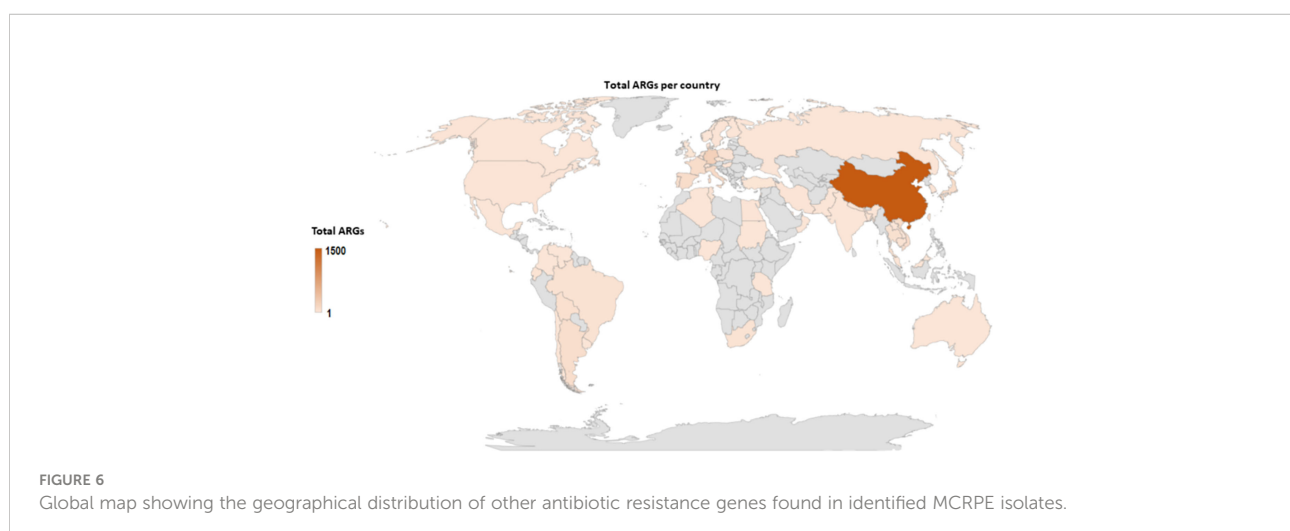 Total ARGs per country
Total ARGs
1500
1
FIGURE 6
Global map showing the geographical distribution of other antibiotic resistance genes found in identified MCRPE isolates.